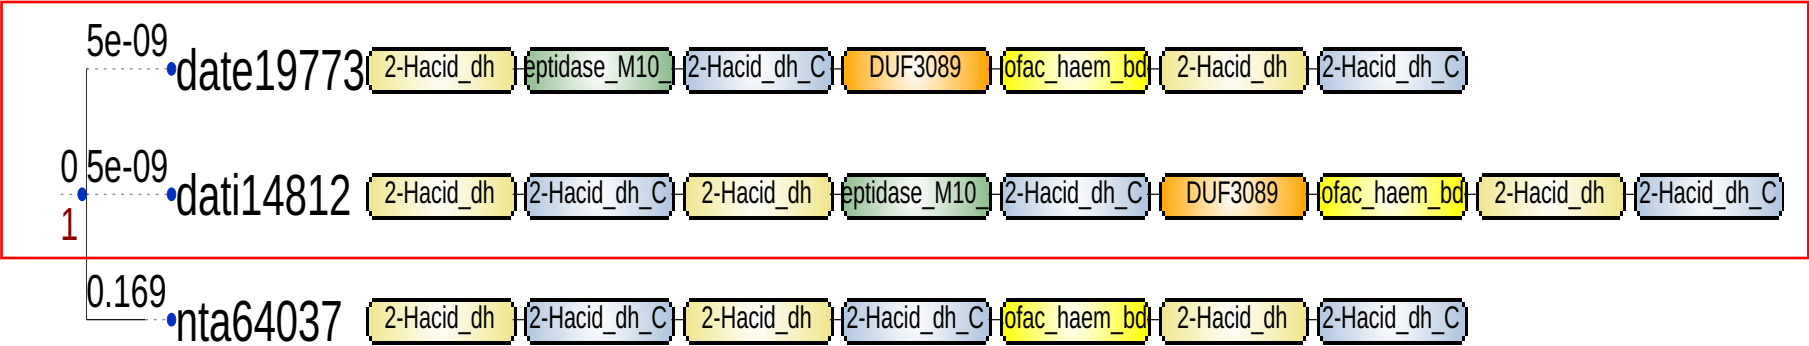 5e-09
date19773 2-Hacid_dh eptidase_M10_ 2-Hacid_dh_C DUF3089 ofac_haem_bd 2-Hacid_dh 2-Hacid_dh_C
0 5e-09
dati14812 2-Hacid_dh 2-Hacid_dh_C 2-Hacid_dh eptidase_M10_ 2-Hacid_dh_C DUF3089 ofac_haem_bd 2-Hacid_dh 2-Hacid_dh_C
1
0.169
nta64037 2-Hacid_dh 2-Hacid_dh_C 2-Hacid_dh 2-Hacid_dh_C ofac_haem_bd 2-Hacid_dh 2-Hacid_dh_C